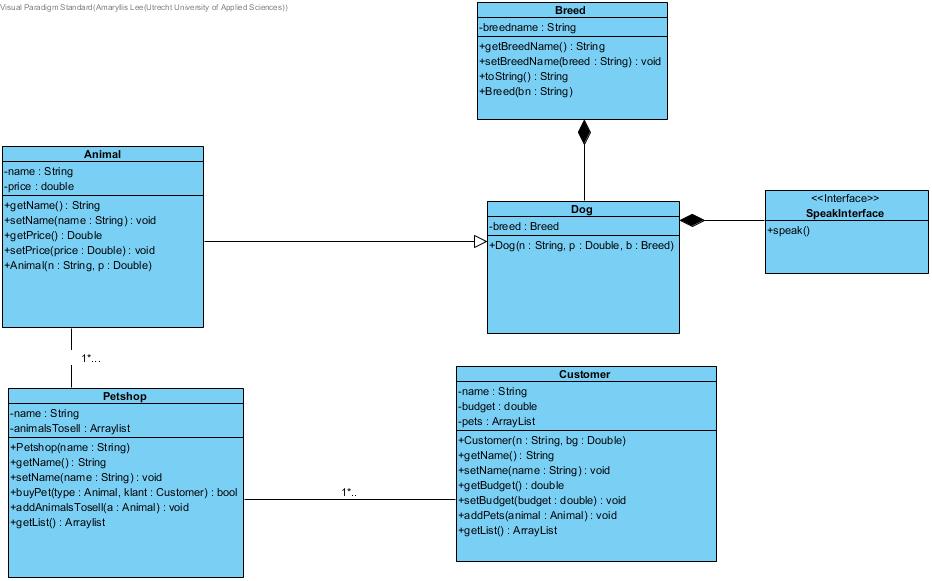 Visual Paradigm Standard(Amaryllis Lee(Utrecht University of Applied Sciences))
Breed
-breedname : String
+getBreedName() : String
+setBreedName(breed : String) : void
+toString() : String
+Breed(bn : String)
Animal
-name : String
-price : double
+getName() : String
+setName(name : String) : void
+getPrice() : Double
+setPrice(price : Double) : void
+Animal(n : String, p : Double)
Dog
-breed : Breed
+Dog(n : String, p : Double, b : Breed)
<<Interface>>
SpeakInterface
+speak()
1*...
Petshop
-name : String
-animalsTosell : Arraylist
+Petshop(name : String)
+getName() : String
+setName(name : String) : void
+buyPet(type : Animal, klant : Customer) : bool
+addAnimalsTosell(a : Animal) : void
+getList() : Arraylist
1*..
Customer
-name : String
-budget : double
-pets : ArrayList
+Customer(n : String, bg : Double)
+getName() : String
+setName(name : String) : void
+getBudget() : double
+setBudget(budget : double) : void
+addPets(animal : Animal) : void
+getList() : ArrayList